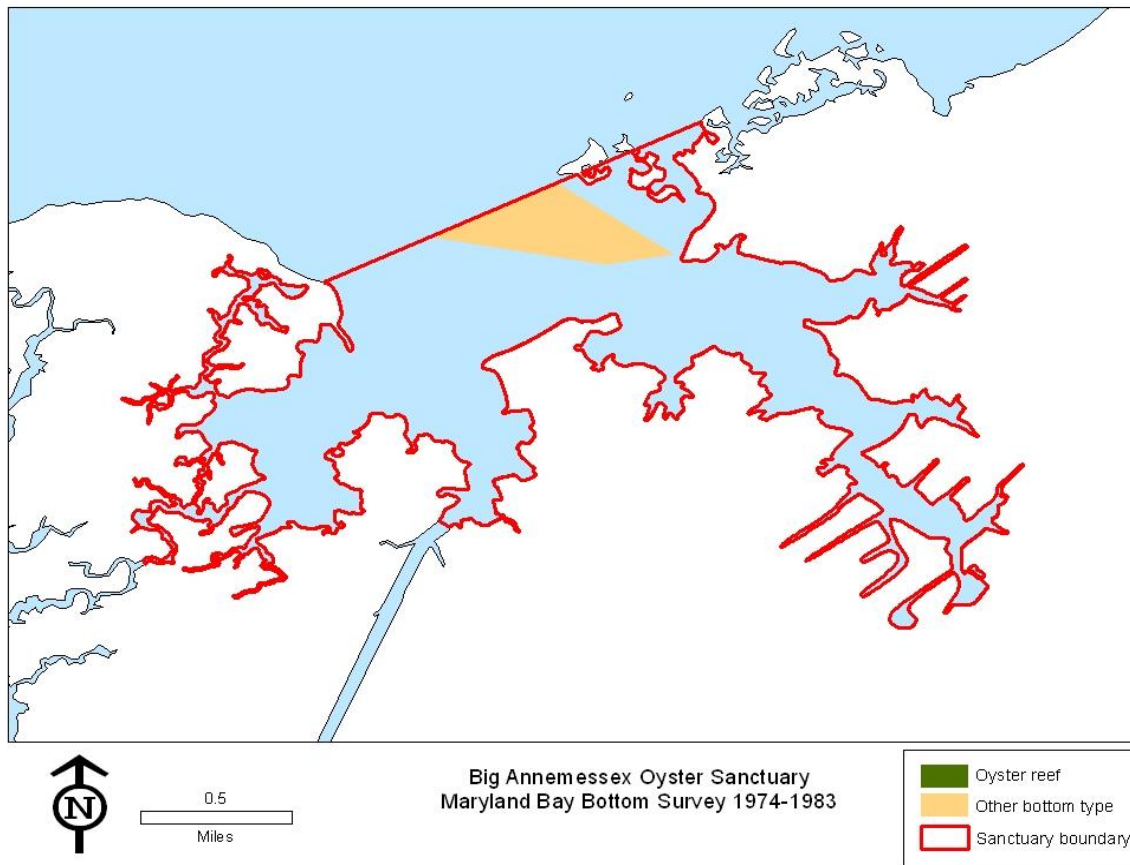 N
0.5
Miles
Big Annemessex Oyster Sanctuary
Maryland Bay Bottom Survey 1974-1983
Oyster reef
Other bottom type
Sanctuary boundary